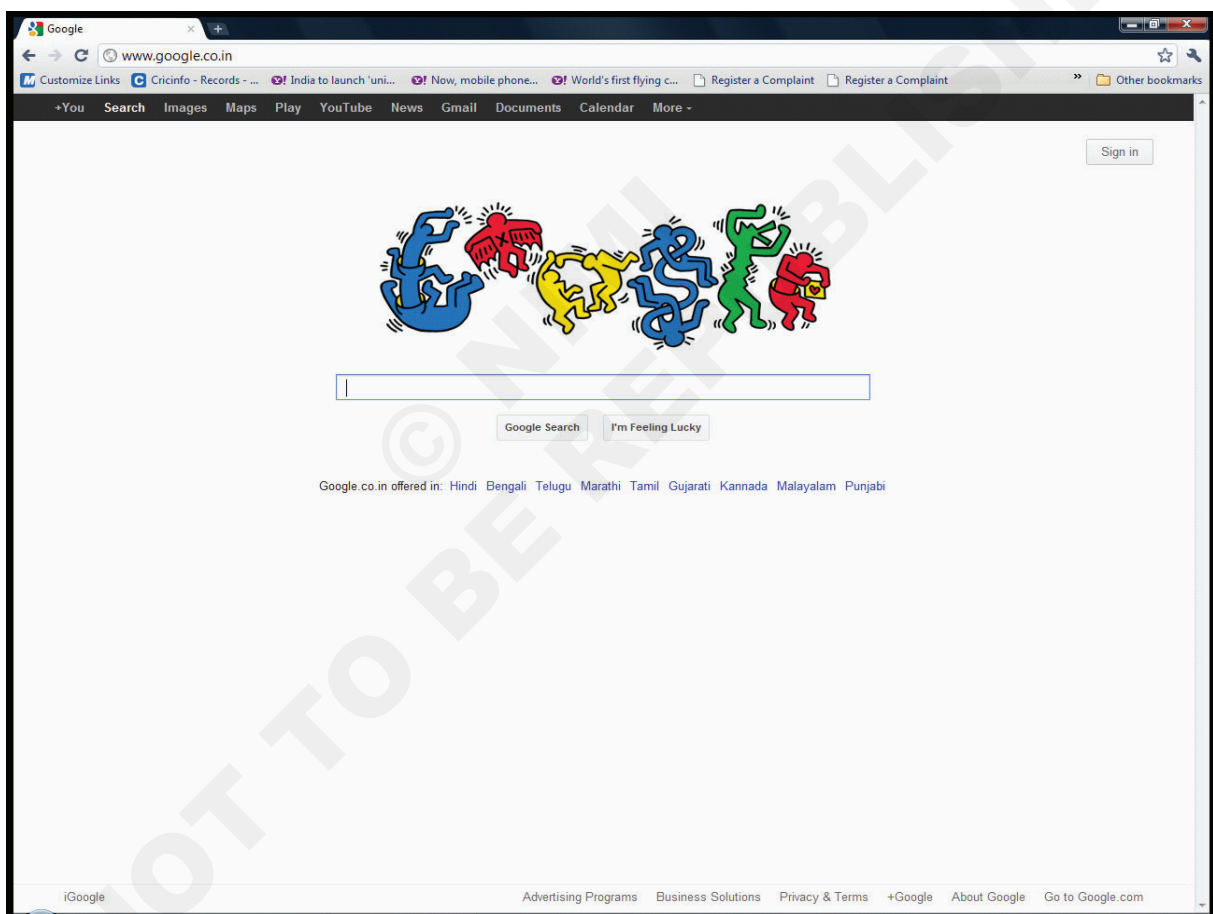 Google
www.google.co.in
Customize Links Cricinfo - Records - ... India to launch 'uni... Now, mobile phone... World's first flying c... Register a Complaint Register a Complaint » Other bookmarks
+You Search Images Maps Play YouTube News Gmail Documents Calendar More
Sign in
Google Search I'm Feeling Lucky
Google.co.in offered in: Hindi Bengali Telugu Marathi Tamil Gujarati Kannada Malayalam Punjabi
iGoogle Advertising Programs Business Solutions Privacy & Terms +Google About Google Go to Google.com
© NIMI
NOT TO BE REPUBLISHED